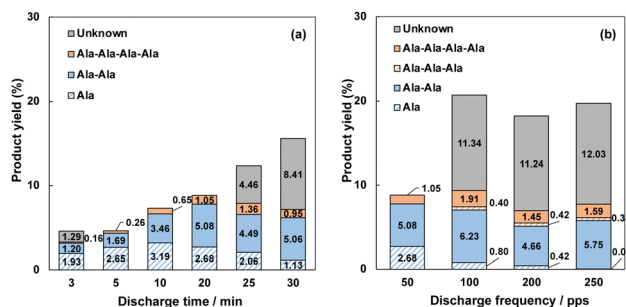 30
20
10
0
Product yield (%)
Unknown
Ala-Ala-Ala-Ala
Ala-Ala
Ala
(a)
1.29
0.16
1.20
1.93
0.26
1.69
2.65
0.65
3.46
3.19
1.05
5.08
2.68
4.46
1.36
4.49
2.06
8.41
0.95
5.06
1.13
3 5 10 20 25 30
Discharge time / min
30
20
10
0
Product yield (%)
Unknown
Ala-Ala-Ala-Ala
Ala-Ala-Ala
Ala-Ala
Ala
(b)
1.05
5.08
2.68
11.34
1.91
0.40
6.23
0.80
11.24
1.45
0.42
4.66
0.42
12.03
1.59
0.3
5.75
0.0
50 100 200 250
Discharge frequency / pps